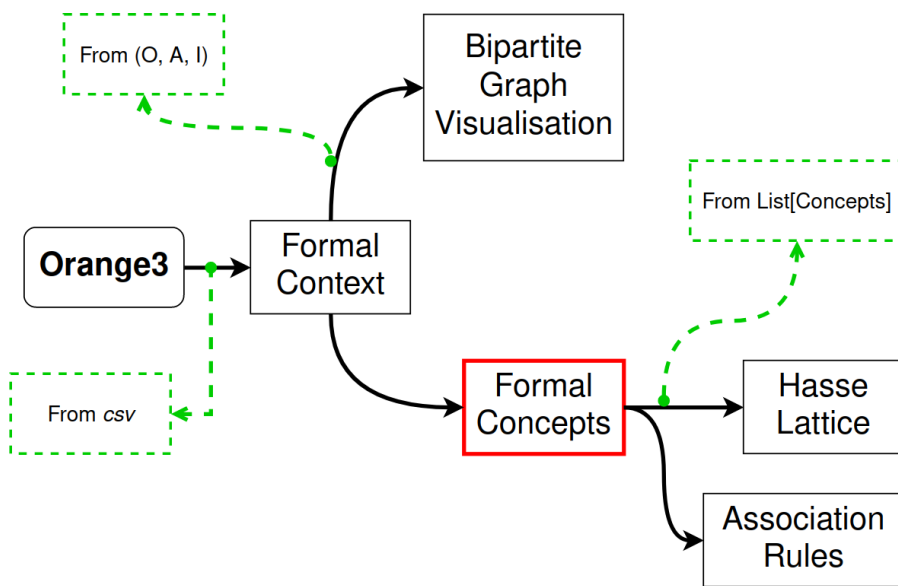 From (O, A, I)
Bipartite
Graph
Visualisation
From List[Concepts]
Orange3
Formal
Context
From csv
Formal
Concepts
Hasse
Lattice
Association
Rules